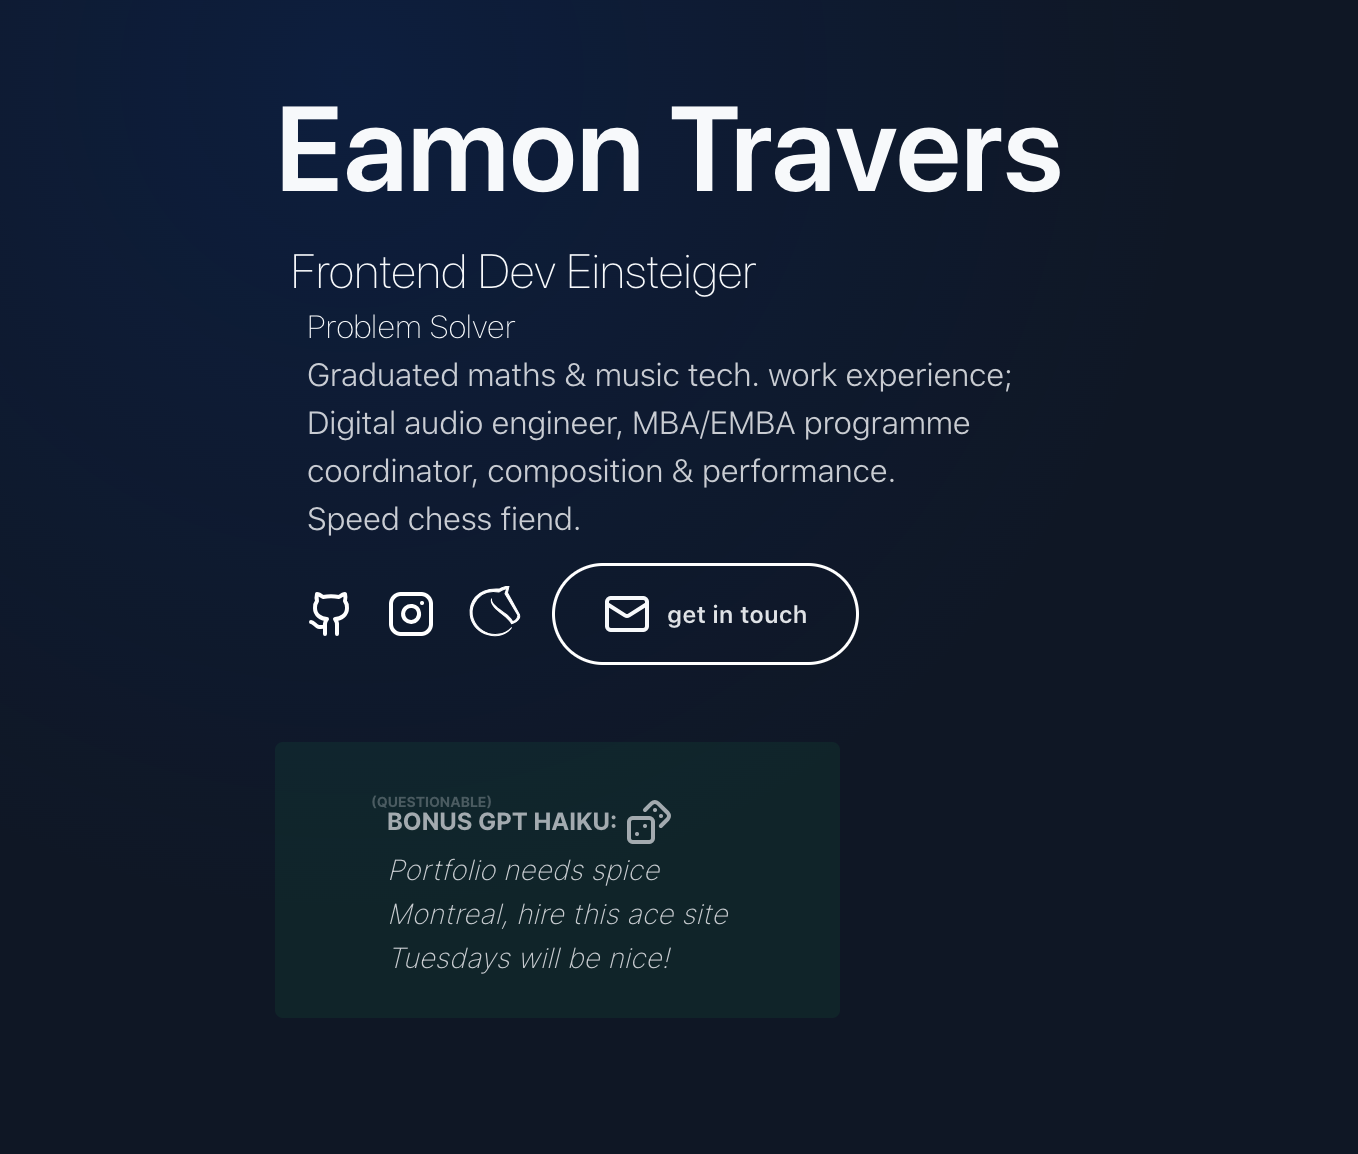 Eamon Travers
Frontend Dev Einsteiger
Problem Solver
Graduated maths & music tech. work experience;
Digital audio engineer, MBA/EMBA programme
coordinator, composition & performance.
Speed chess fiend.
get in touch
(QUESTIONABLE)
BONUS GPT HAIKU:
Portfolio needs spice
Montreal, hire this ace site
Tuesdays will be nice!